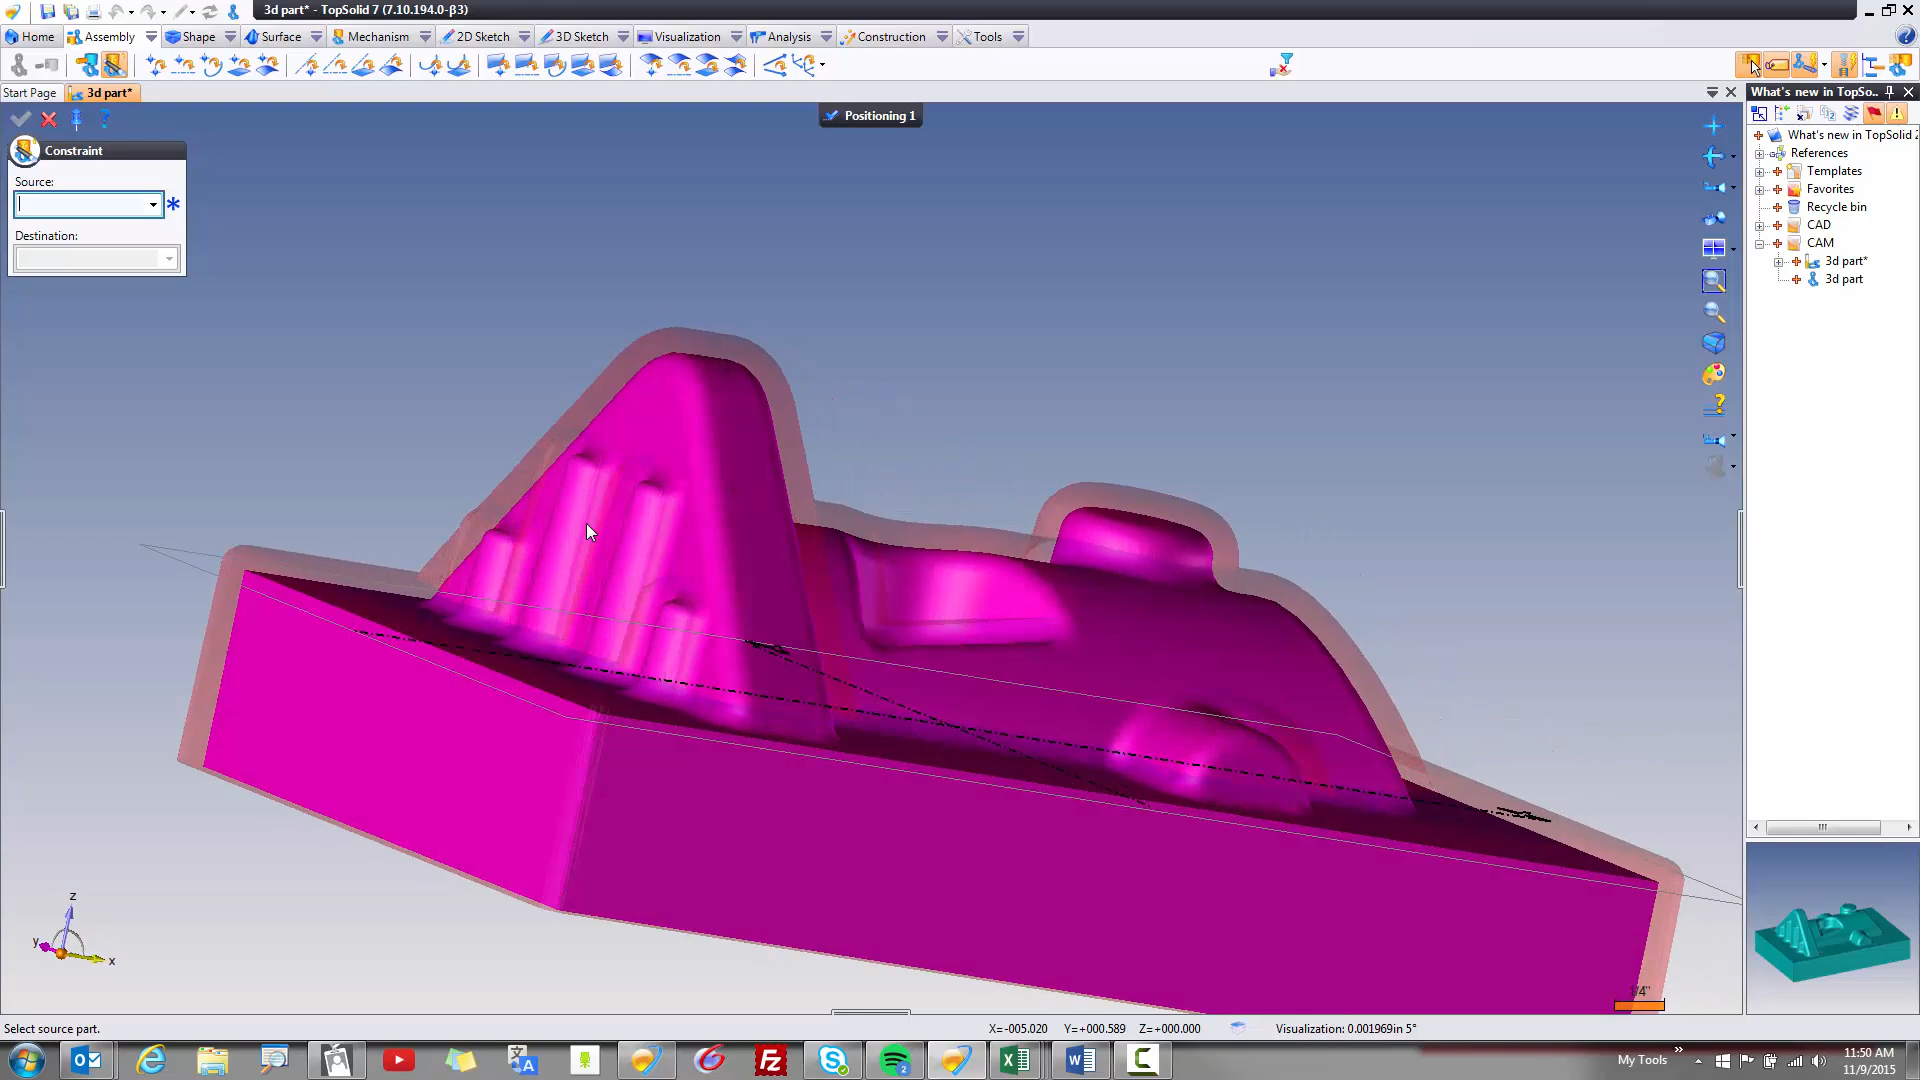 3d part* - TopSolid 7 (7.10.194.0-β3)
Home
Assembly
Shape
Surface
Mechanism
2D Sketch
3D Sketch
Visualization
Analysis
Construction
Tools
Start Page
3d part*
What's new in TopSo..
Positioning 1
Constraint
Source:
Destination:
What's new in TopSolid 2
References
Templates
Favorites
Recycle bin
CAD
CAM
3d part*
3d part
z
y
x
1/4"
Select source part.
X=-005.020
Y=+000.589
Z=+000.000
Visualization: 0.001969in 5°
My Tools
11:50 AM
11/9/2015